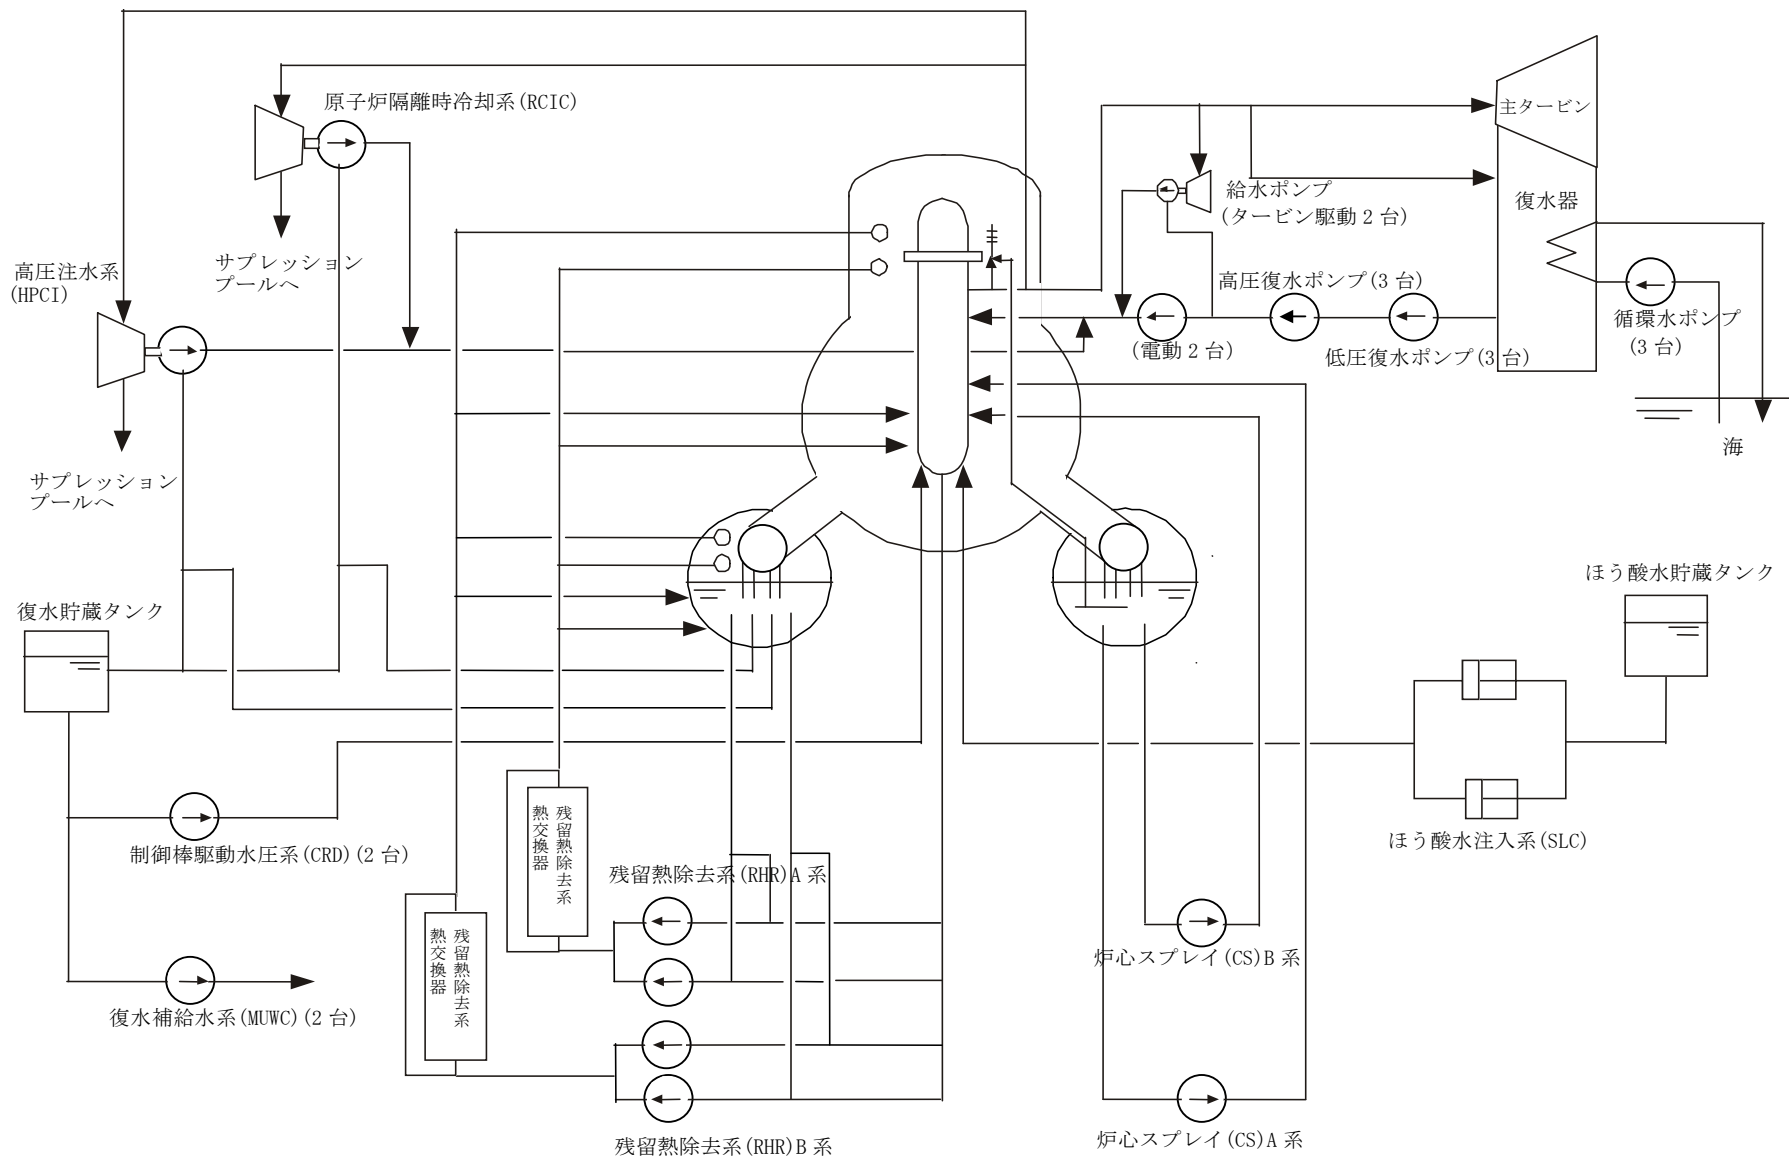 原子炉隔離時冷却系(RCIC)
主タービン
給水ポンプ
(タービン駆動２台)
復水器
サプレッション
プールへ
高圧注水系
(HPCI)
高圧復水ポンプ(３台)
循環水ポンプ
(３台)
(電動２台)
低圧復水ポンプ(３台)
海
サプレッション
プールへ
ほう酸水貯蔵タンク
復水貯蔵タンク
残留熱除去系
熱交換器
ほう酸水注入系(SLC)
制御棒駆動水圧系(CRD)(２台)
残留熱除去系(RHR)A系
残留熱除去系
熱交換器
炉心スプレイ(CS)B系
復水補給水系(MUWC)(２台)
残留熱除去系(RHR)B系
炉心スプレイ(CS)A系